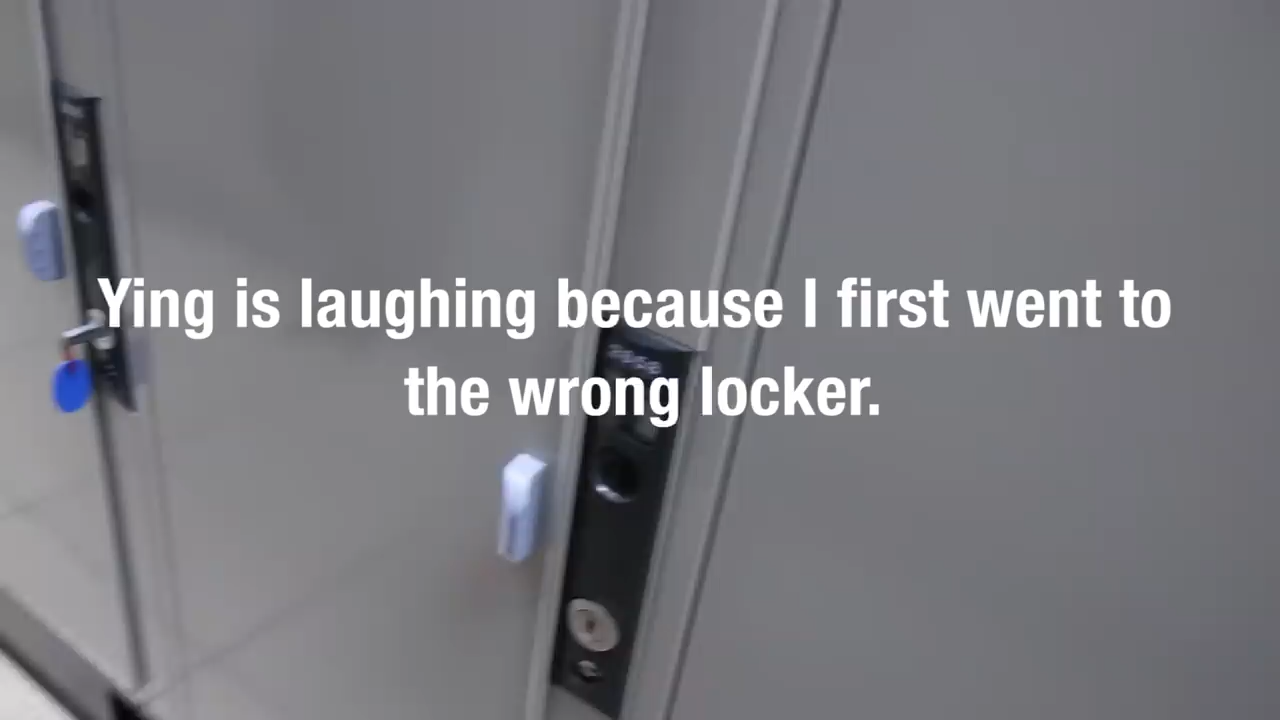 Ying is laughing because I first went to
the wrong locker.